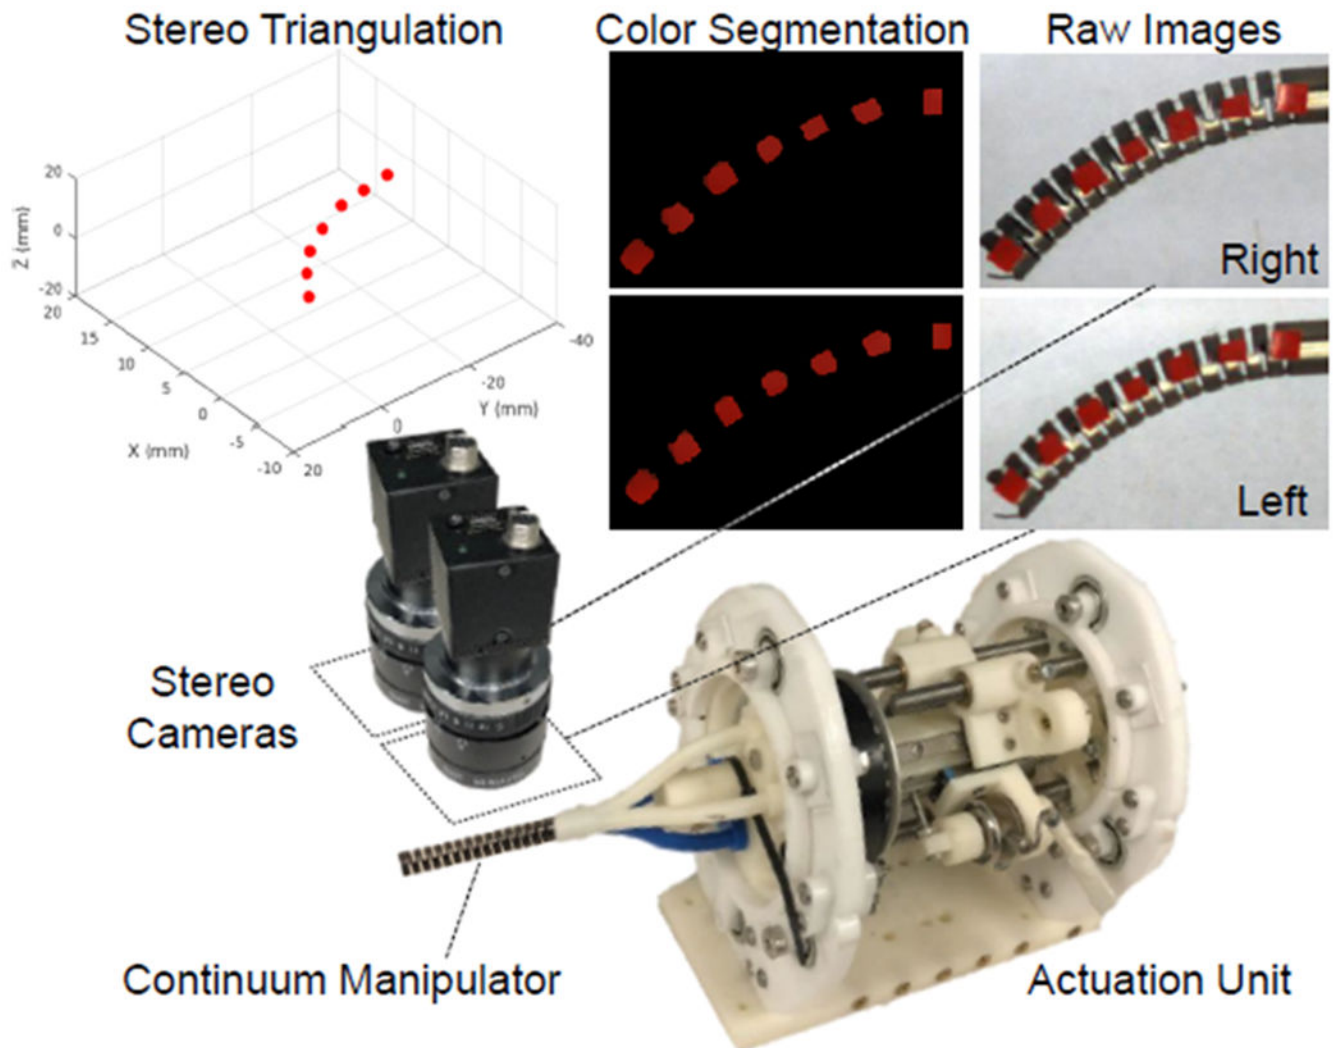 Stereo Triangulation
Color Segmentation
Raw Images
20
0
-20
Z (mm)
20
15
10
5
0
-5
-10
X (mm)
20
0
-20
-40
Y (mm)
Right
Left
Stereo
Cameras
Continuum Manipulator
Actuation Unit